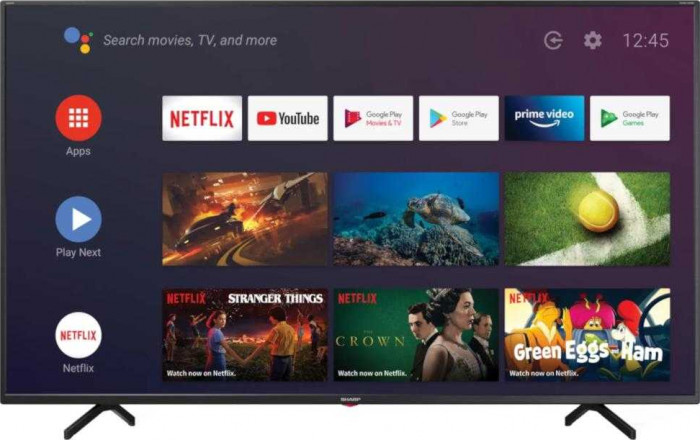 Search movies, TV, and more
12:45
NETFLIX
YouTube
Google Play
Movies & TV
Google Play
Store
prime video
Google Play
Games
Apps
Play Next
NETFLIX
Netflix
NETFLIX
STRANGER THINGS
Watch now on Netflix.
NETFLIX
THE
CROWN
Watch now on Netflix.
NETFLIX
Green Eggs and Ham
Watch now on Netflix.
SHARP